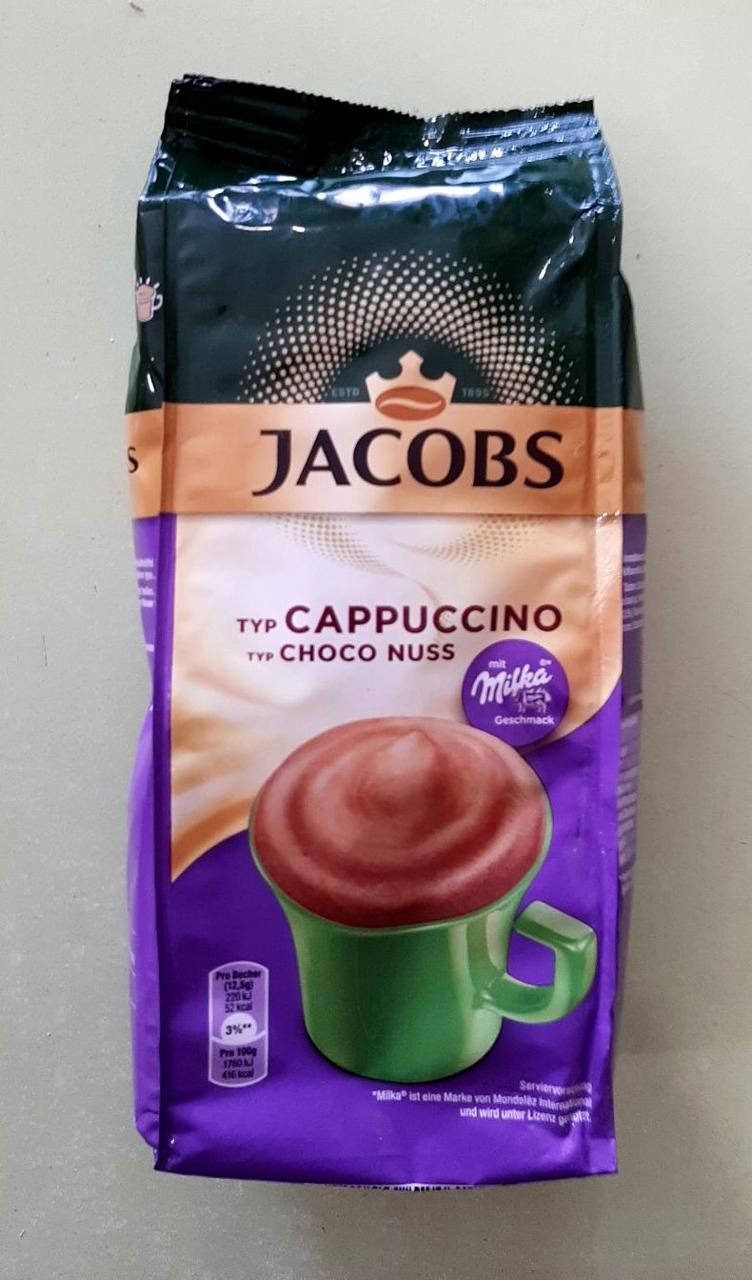 ESTD 1895
JACOBS
S
TYP CAPPUCCINO
TYP CHOCO NUSS
mit
Milka®*
Geschmack
Pro Becher
(12,5g)
220 kJ
52 kcal
3%**
Pro 100g
1760 kJ
416 kcal
Serviervorschlag
*Milka® ist eine Marke von Mondelēz International
und wird unter Lizenz genutzt.